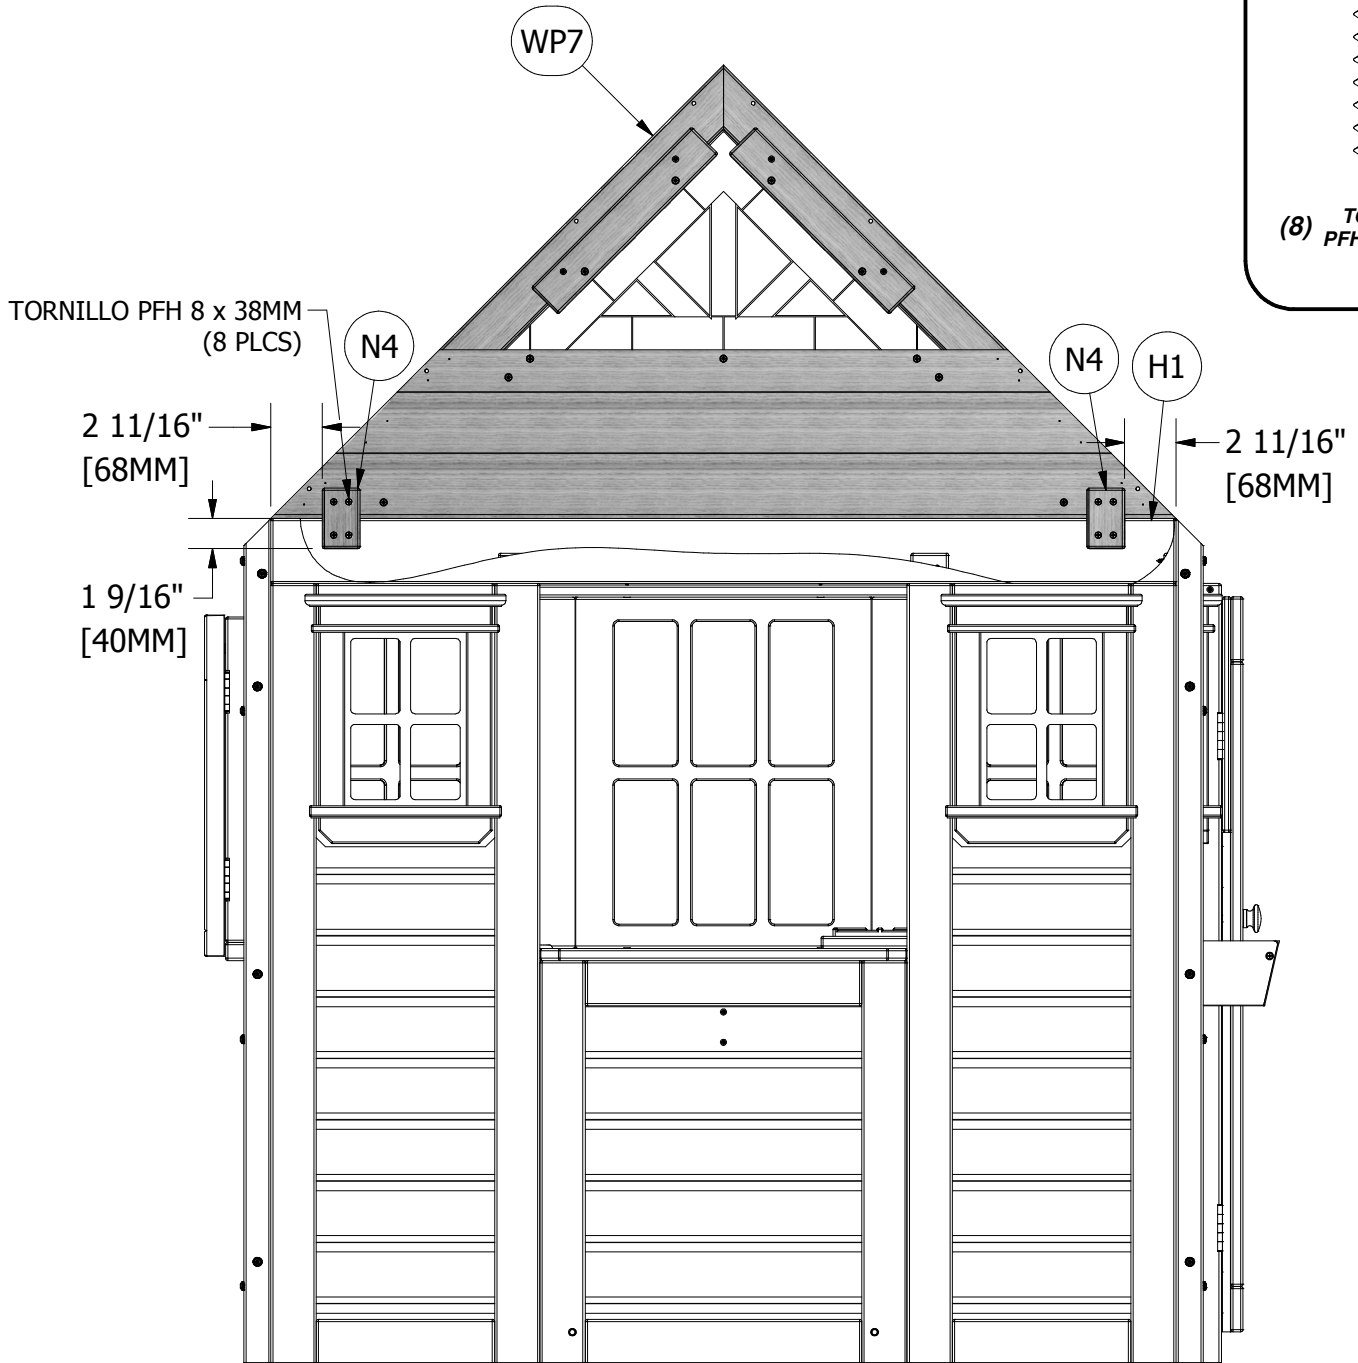 WP7
(8)
TORNILLO PFH 8 x 38MM
(8 PLCS)
N4
N4
H1
2 11/16"
[68MM]
2 11/16"
[68MM]
1 9/16"
[40MM]